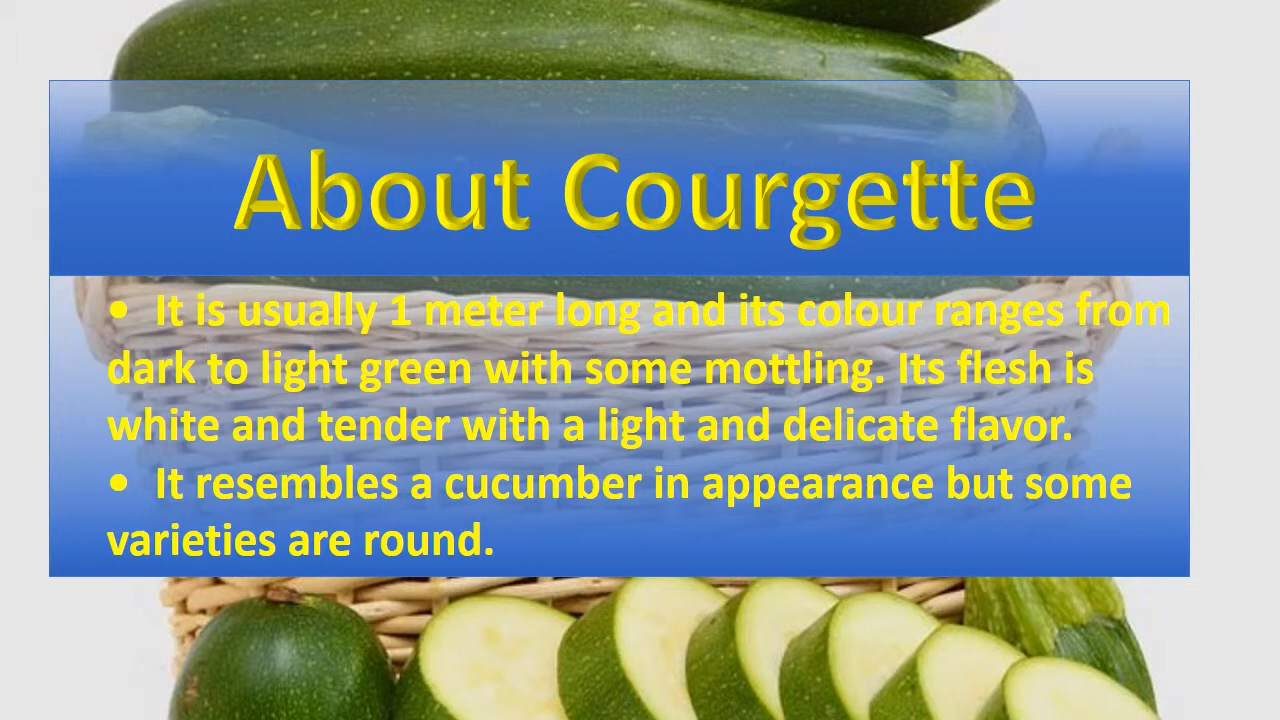 About Courgette
• It is usually 1 meter long and its colour ranges from
dark to light green with some mottling. Its flesh is
white and tender with a light and delicate flavor.
• It resembles a cucumber in appearance but some
varieties are round.